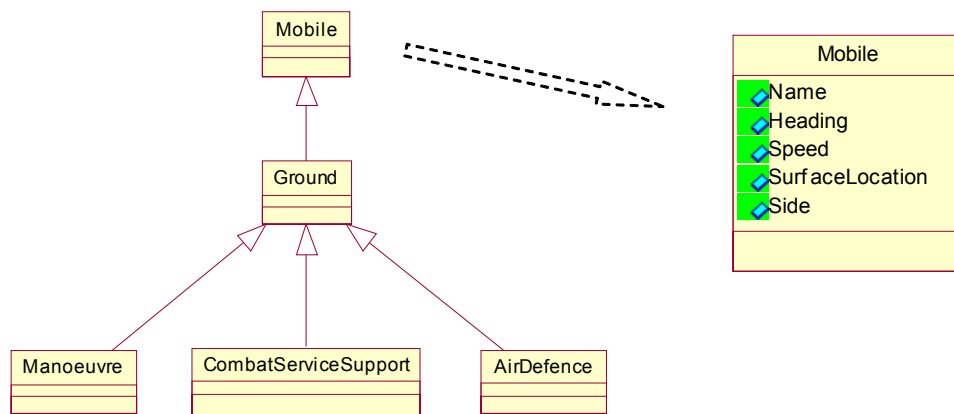 Mobile
Mobile
Name
Heading
Speed
SurfaceLocation
Side
Ground
Manoeuvre
CombatServiceSupport
AirDefence